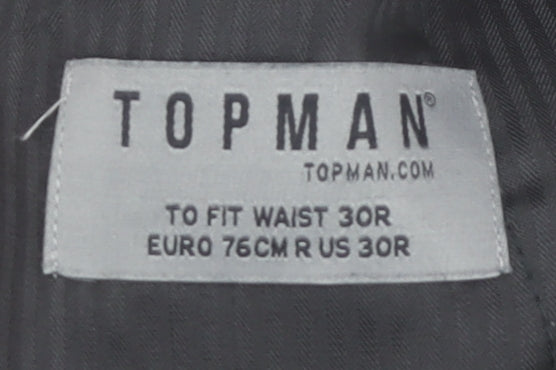 TOPMAN®
TOPMAN.COM
TO FIT WAIST 30R
EURO 76CM R US 30R